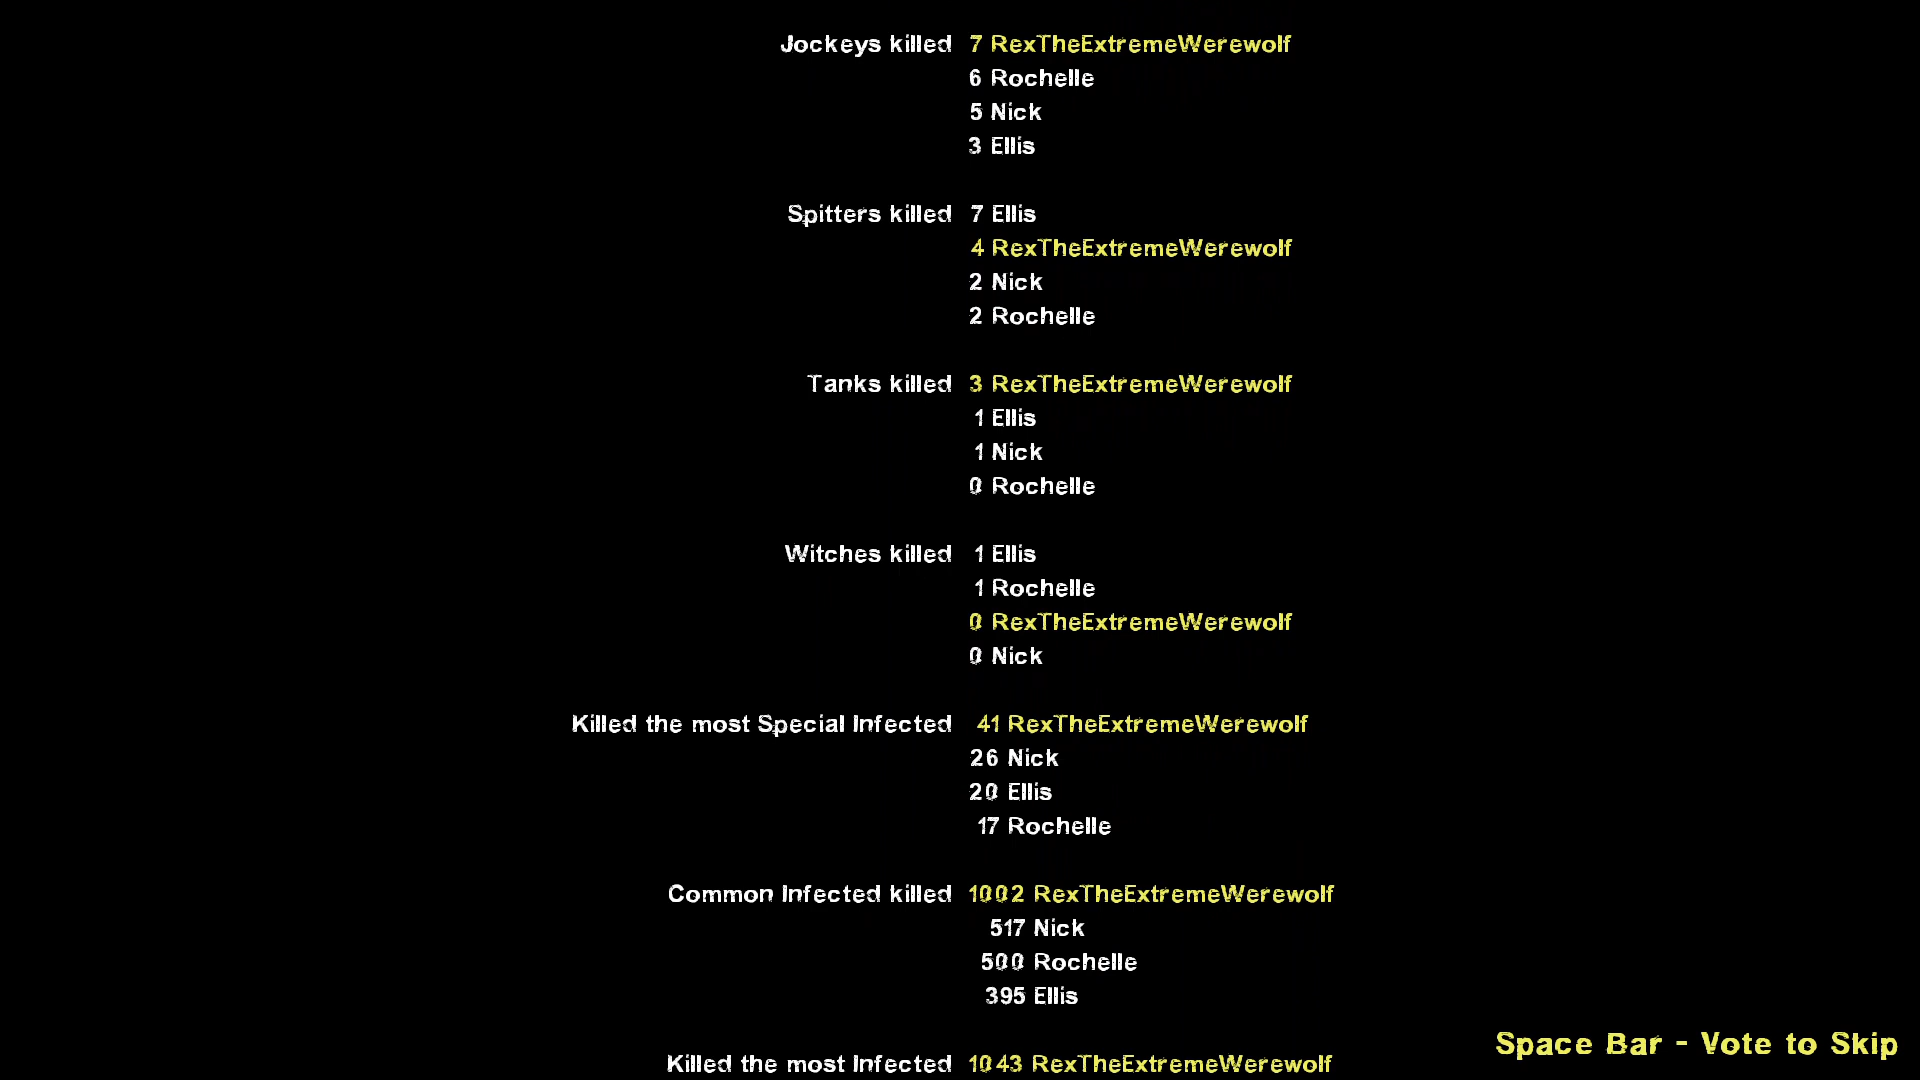 Jockeys killed 7 RexTheExtremeWerewolf
6 Rochelle
5 Nick
3 Ellis
Spitters killed 7 Ellis
4 RexTheExtremeWerewolf
2 Nick
2 Rochelle
Tanks killed 3 RexTheExtremeWerewolf
1 Ellis
1 Nick
0 Rochelle
Witches killed 1 Ellis
1 Rochelle
0 RexTheExtremeWerewolf
0 Nick
Killed the most Special Infected 41 RexTheExtremeWerewolf
26 Nick
20 Ellis
17 Rochelle
Common Infected killed 1002 RexTheExtremeWerewolf
517 Nick
500 Rochelle
395 Ellis
Killed the most Infected 1043 RexTheExtremeWerewolf
Space Bar - Vote to Skip